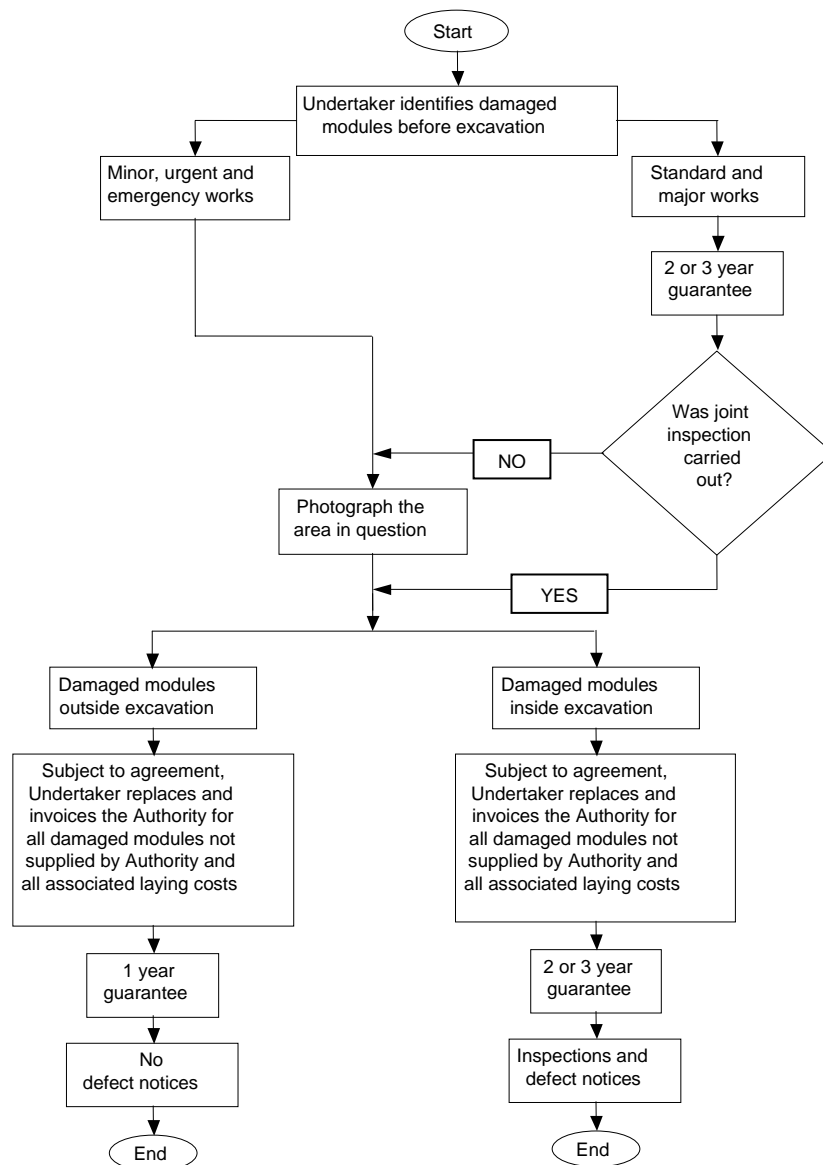 Start
Undertaker identifies damaged
modules before excavation
Minor, urgent and
emergency works
Standard and
major works
2 or 3 year
guarantee
Was joint
inspection
carried
out?
NO
Photograph the
area in question
YES
Damaged modules
outside excavation
Damaged modules
inside excavation
Subject to agreement,
Undertaker replaces and
invoices the Authority for
all damaged modules not
supplied by Authority and
all associated laying costs
Subject to agreement,
Undertaker replaces and
invoices the Authority for
all damaged modules not
supplied by Authority and
all associated laying costs
1 year
guarantee
2 or 3 year
guarantee
No
defect notices
Inspections and
defect notices
End
End